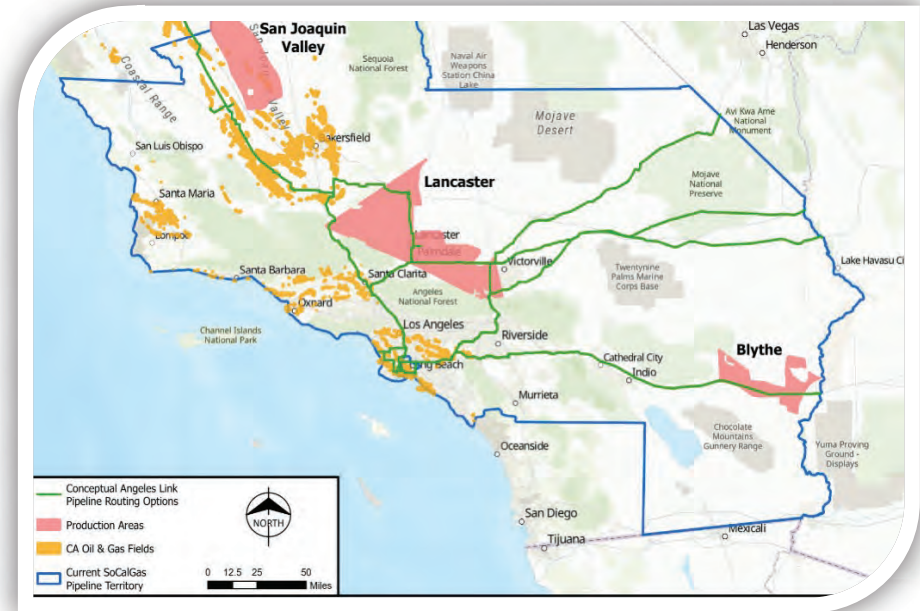 Las Vegas
Henderson
San Joaquin
Valley
San Joaquin Valley
Sequoia
National Forest
Naval Air
Weapons
Station China
Lake
Coastal Range
Mojave
Desert
Avi Kwa Ame
National
Monument
San Luis Obispo
akersfield
Mojave
National
Preserve
Lancaster
Santa Maria
Lompoc
Lancaster
Palmdale
Victorville
Lake Havasu Ci
Santa Barbara
Santa Clarita
Twentynine
Palms Marine
Corps Base
Angeles
National Forest
Oxnard
Channel Islands
National Park
Los Angeles
Riverside
Blythe
Long Beach
Cathedral City
Indio
Murrieta
Chocolate
Mountains
Gunnery Range
Yuma Proving
Ground -
Displays
Oceanside
San Diego
Tijuana
Mexicali
Conceptual Angeles Link
Pipeline Routing Options
Production Areas
CA Oil & Gas Fields
Current SoCalGas
Pipeline Territory
NORTH
0 12.5 25 50
Miles